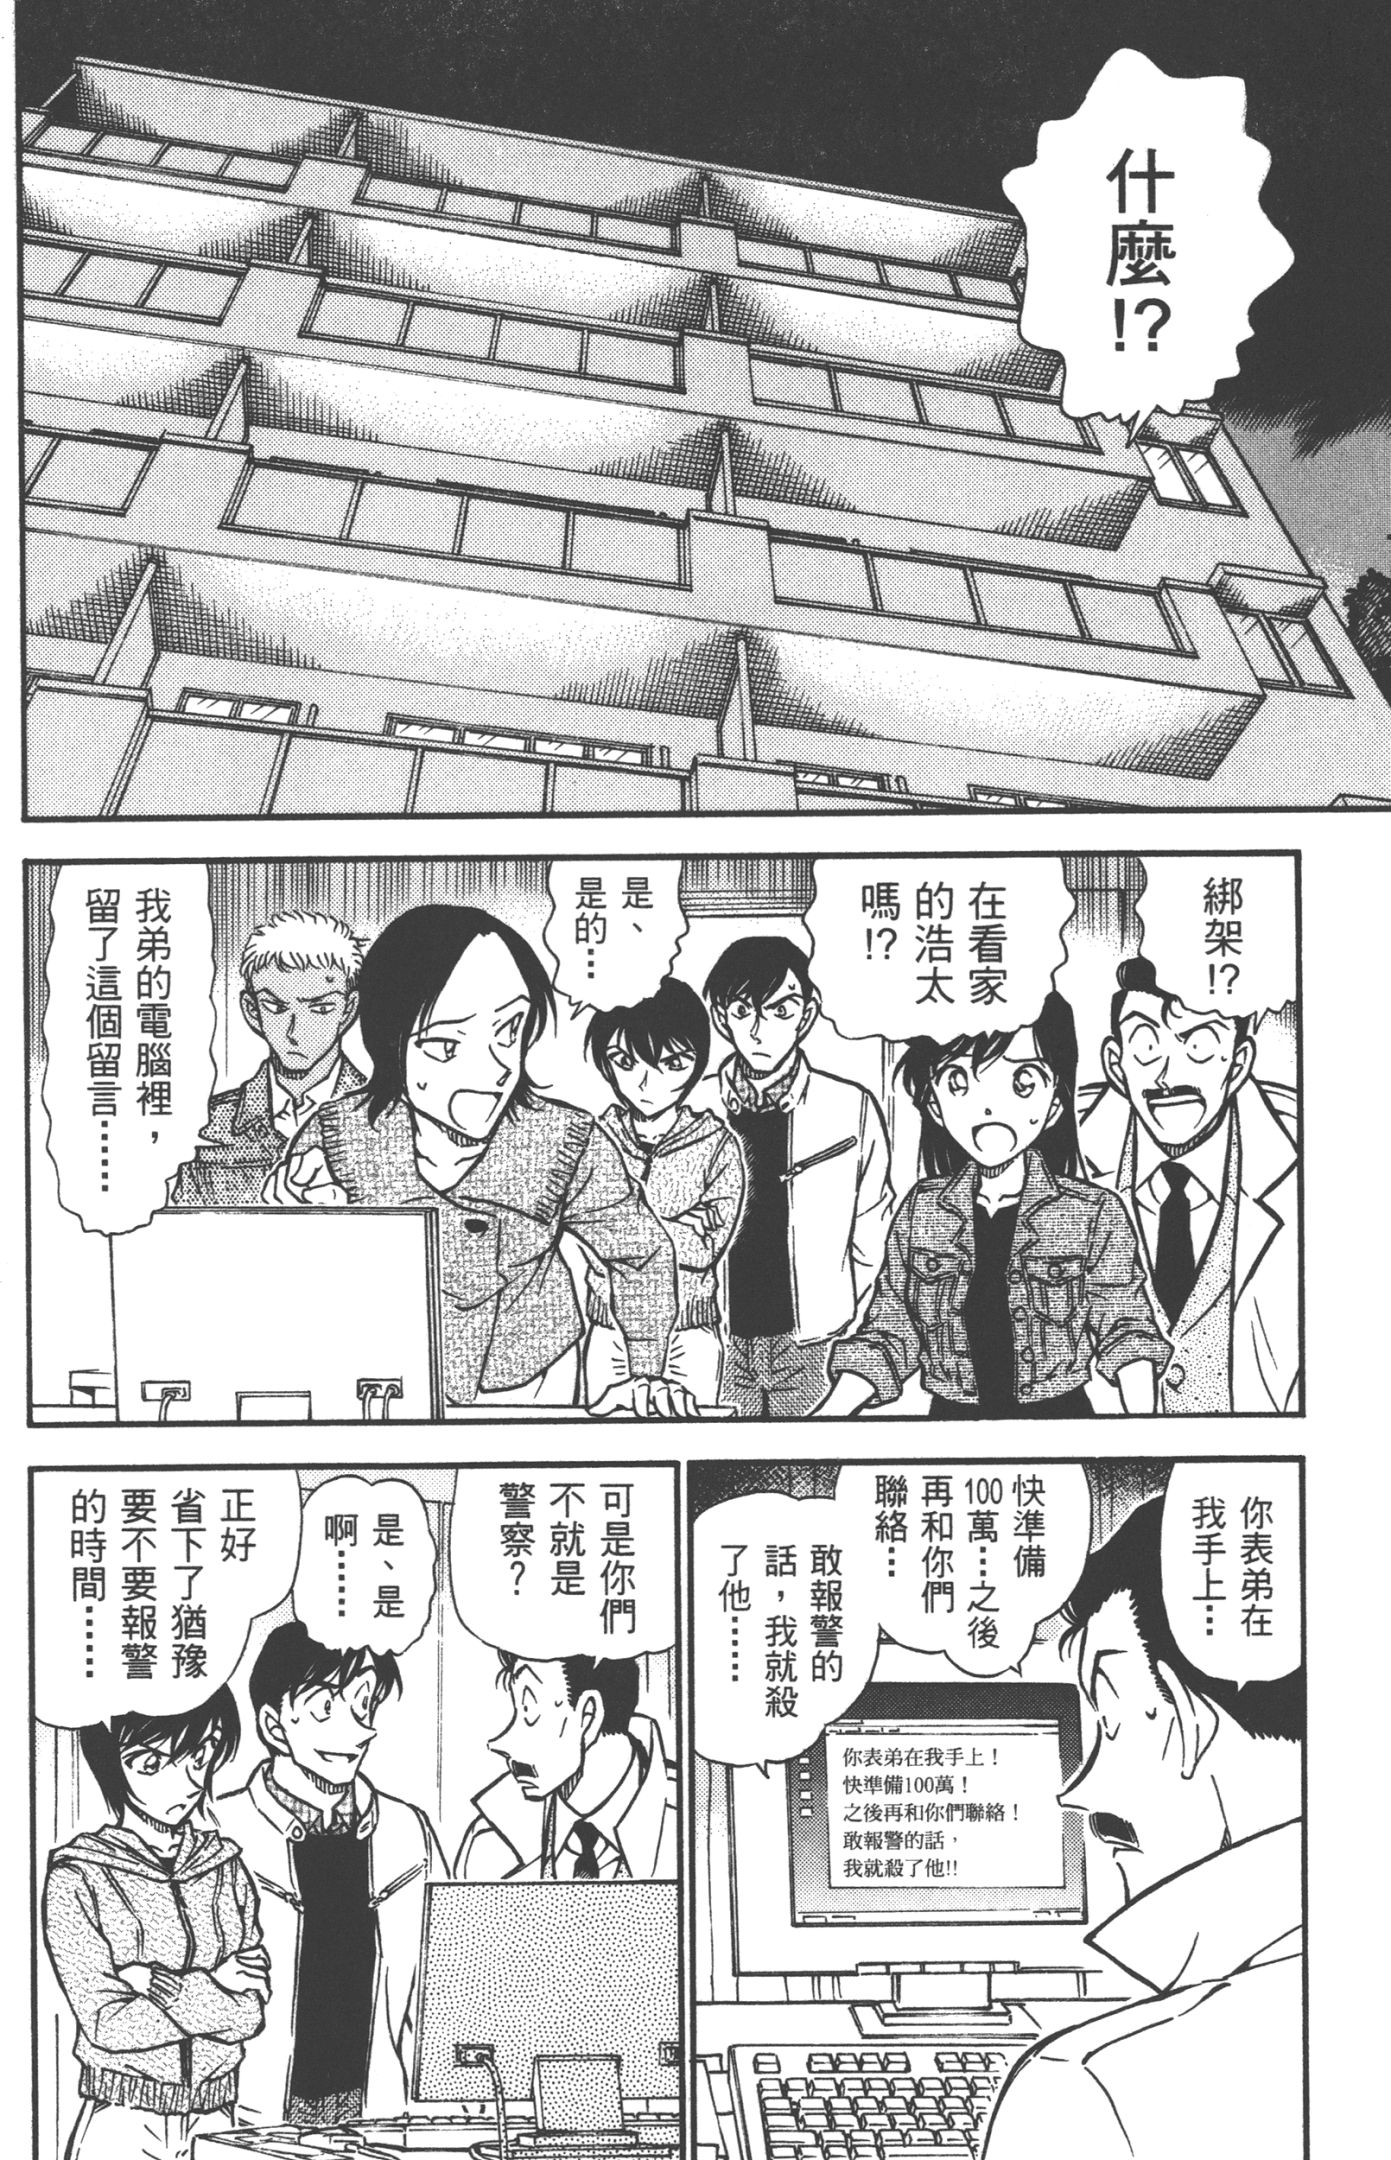 什麼!?
綁架!?
在看家
的浩太
嗎!?
是、
是的…
我弟的電腦裡，
留了這個留言……
你表弟在
我手上…
快準備
100萬…之後
再和你們
聯絡…
敢報警的
話，我就殺
了他……
你表弟在我手上！
快準備100萬！
之後再和你們聯絡！
敢報警的話，
我就殺了他!!
可是你們
不就是
警察？
是、是
啊……
正好
省下了猶豫
要不要報警
的時間……